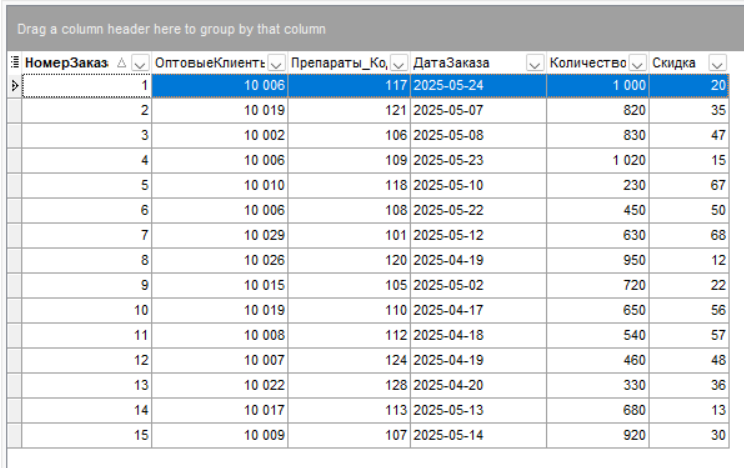 Drag a column header here to group by that column
НомерЗаказ ОптовыеКлиенть Препараты_Ко ДатаЗаказа Количество Скидка
1 10 006 117 2025-05-24 1 000 20
2 10 019 121 2025-05-07 820 35
3 10 002 106 2025-05-08 830 47
4 10 006 109 2025-05-23 1 020 15
5 10 010 118 2025-05-10 230 67
6 10 006 108 2025-05-22 450 50
7 10 029 101 2025-05-12 630 68
8 10 026 120 2025-04-19 950 12
9 10 015 105 2025-05-02 720 22
10 10 019 110 2025-04-17 650 56
11 10 008 112 2025-04-18 540 57
12 10 007 124 2025-04-19 460 48
13 10 022 128 2025-04-20 330 36
14 10 017 113 2025-05-13 680 13
15 10 009 107 2025-05-14 920 30